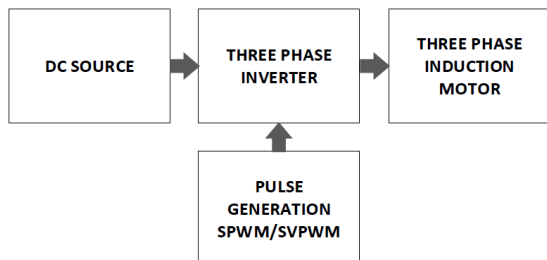 DC SOURCE
THREE PHASE
INVERTER
THREE PHASE
INDUCTION
MOTOR
PULSE
GENERATION
SPWM/SVPWM